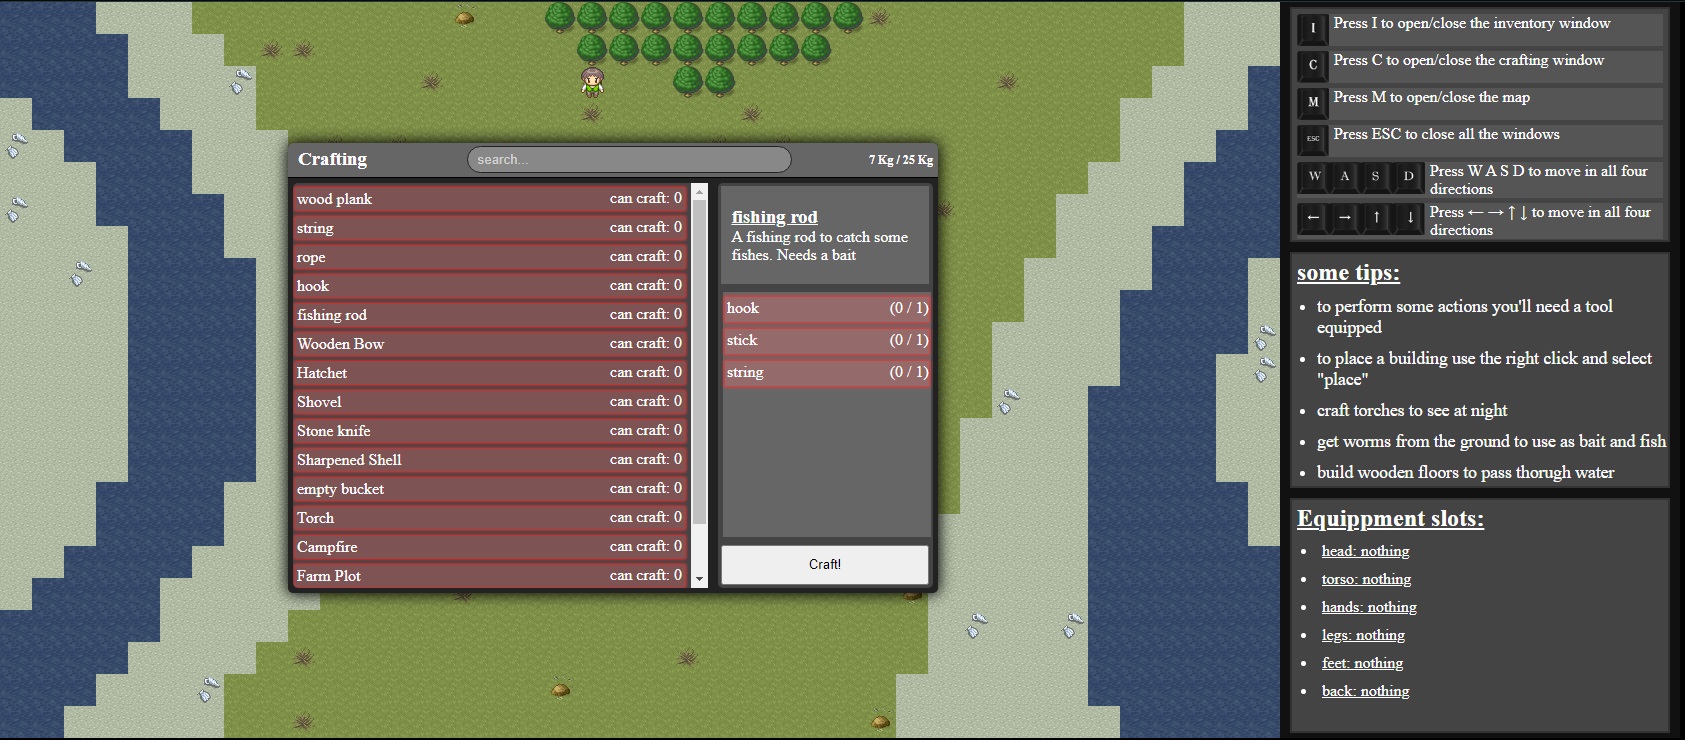 Crafting
search...
7 Kg / 25 Kg
wood plank can craft: 0
string can craft: 0
rope can craft: 0
hook can craft: 0
fishing rod can craft: 0
Wooden Bow can craft: 0
Hatchet can craft: 0
Shovel can craft: 0
Stone knife can craft: 0
Sharpened Shell can craft: 0
empty bucket can craft: 0
Torch can craft: 0
Campfire can craft: 0
Farm Plot can craft: 0
fishing rod
A fishing rod to catch some
fishes. Needs a bait
hook (0 / 1)
stick (0 / 1)
string (0 / 1)
Craft!
I Press I to open/close the inventory window
C Press C to open/close the crafting window
M Press M to open/close the map
ESC Press ESC to close all the windows
W A S D Press W A S D to move in all four
directions
← → ↑ ↓ Press ← → ↑ ↓ to move in all four
directions
some tips:
• to perform some actions you'll need a tool
equipped
• to place a building use the right click and select
"place"
• craft torches to see at night
• get worms from the ground to use as bait and fish
• build wooden floors to pass thorugh water
Equippment slots:
• head: nothing
• torso: nothing
• hands: nothing
• legs: nothing
• feet: nothing
• back: nothing